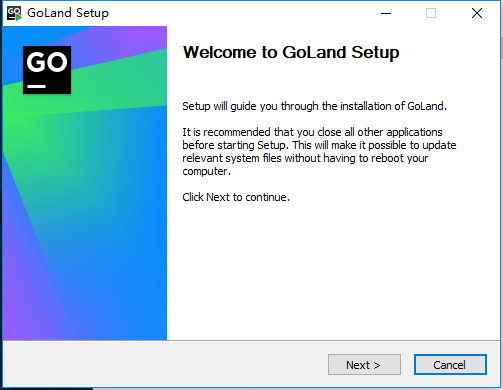 GoLand Setup
GO
Welcome to GoLand Setup
Setup will guide you through the installation of GoLand.
It is recommended that you close all other applications
before starting Setup. This will make it possible to update
relevant system files without having to reboot your
computer.
Click Next to continue.
Next >
Cancel